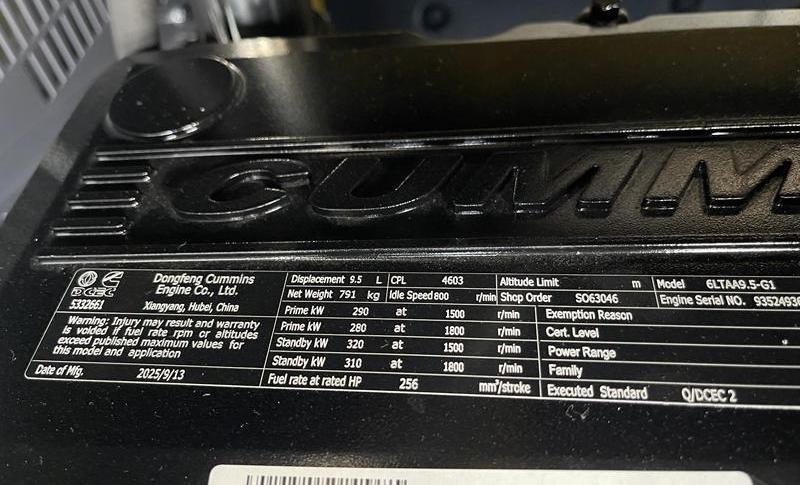 CUMM
DCEC
5332661
Dongfeng Cummins
Engine Co., Ltd.
Xiangyang, Hubei, China
Warning: Injury may result and warranty
is voided if fuel rate rpm or altitudes
exceed published maximum values for
this model and application
Date of Mfg. 2025/9/13
Displacement 9.5 L CPL 4603 Altitude Limit m Model 6LTAA9.5-G1
Net Weight 791 kg Idle Speed 800 r/min Shop Order SO63046 Engine Serial NO. 9352493
Prime kW 290 at 1500 r/min Exemption Reason
Prime kW 280 at 1800 r/min Cert. Level
Standby kW 320 at 1500 r/min Power Range
Standby kW 310 at 1800 r/min Family
Fuel rate at rated HP 256 mm³/stroke Executed Standard Q/DCEC 2